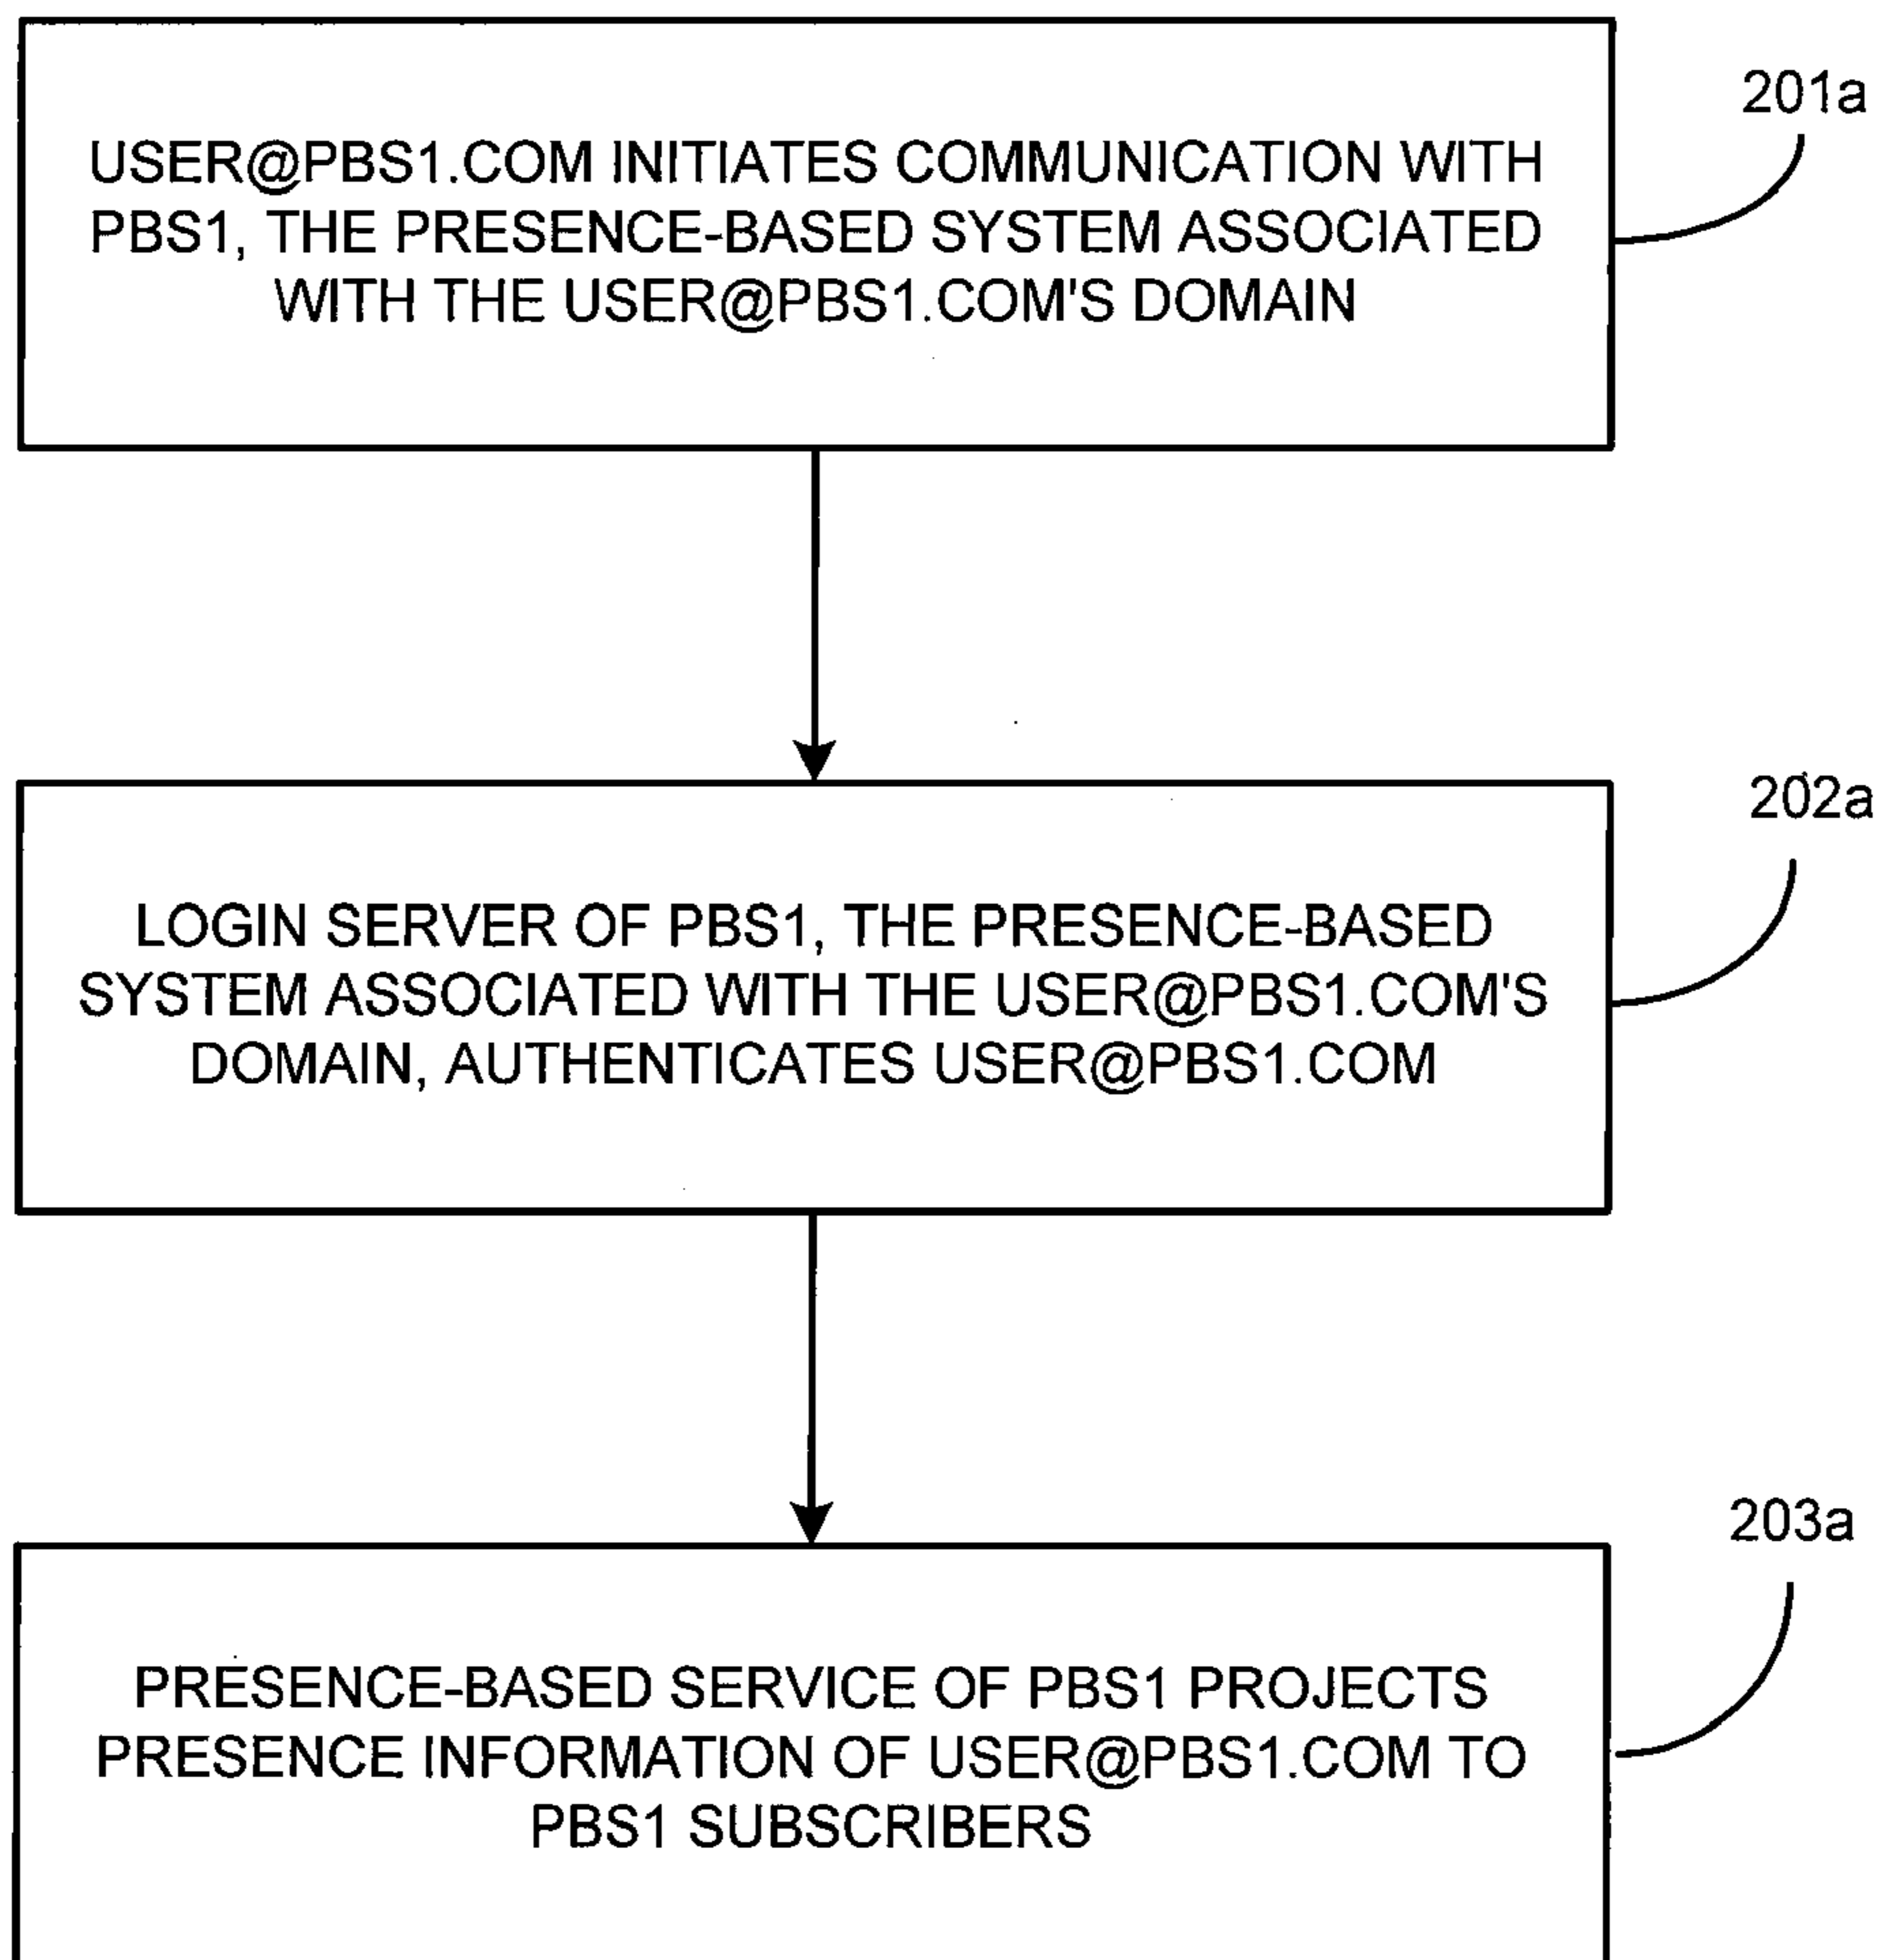 201a
USER@PBS1.COM INITIATES COMMUNICATION WITH
PBS1, THE PRESENCE-BASED SYSTEM ASSOCIATED
WITH THE USER@PBS1.COM'S DOMAIN
202a
LOGIN SERVER OF PBS1, THE PRESENCE-BASED
SYSTEM ASSOCIATED WITH THE USER@PBS1.COM'S
DOMAIN, AUTHENTICATES USER@PBS1.COM
203a
PRESENCE-BASED SERVICE OF PBS1 PROJECTS
PRESENCE INFORMATION OF USER@PBS1.COM TO
PBS1 SUBSCRIBERS